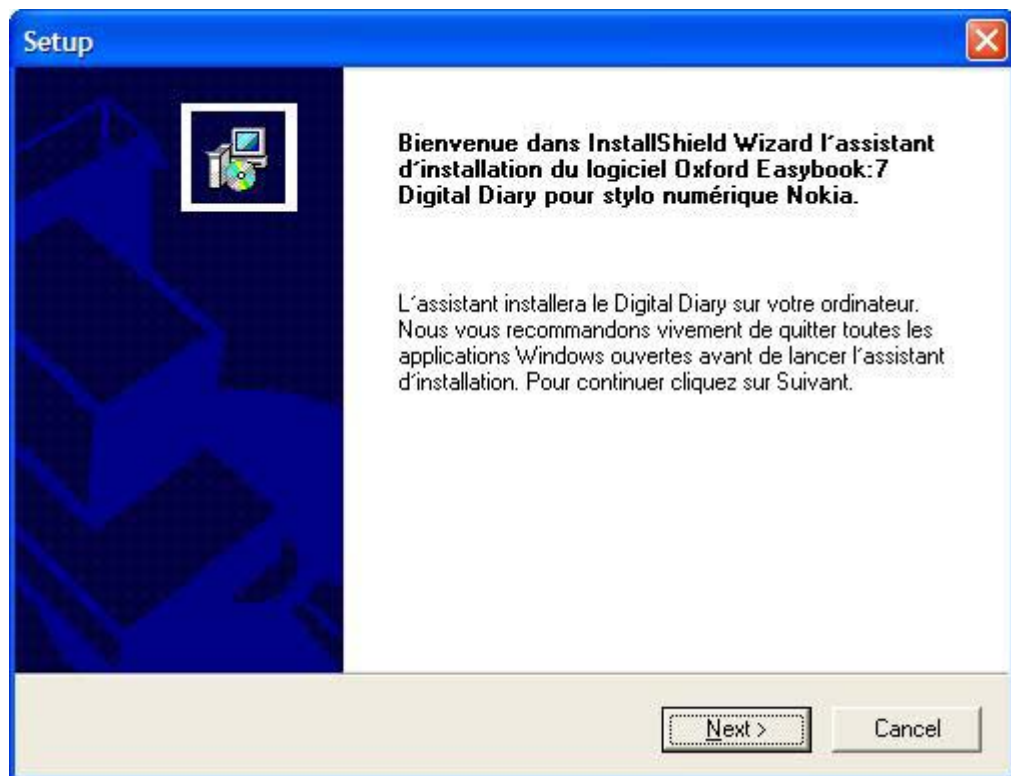 Setup
Bienvenue dans InstallShield Wizard l´assistant
d´installation du logiciel Oxford Easybook:7
Digital Diary pour stylo numérique Nokia.
L´assistant installera le Digital Diary sur votre ordinateur.
Nous vous recommandons vivement de quitter toutes les
applications Windows ouvertes avant de lancer l´assistant
d´installation. Pour continuer cliquez sur Suivant.
Next >
Cancel